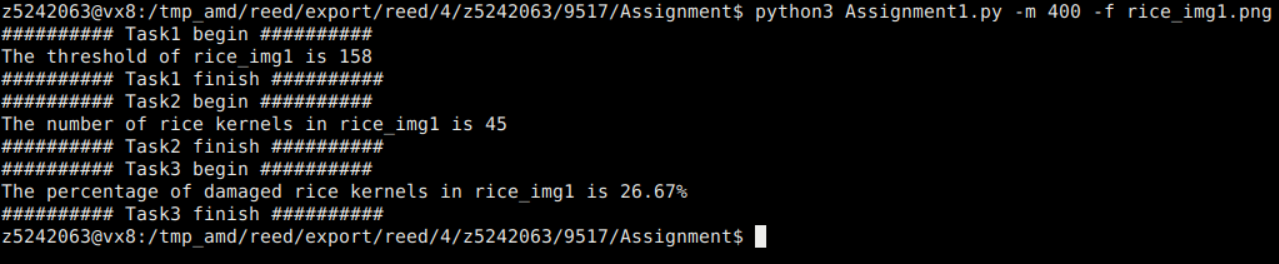 z5242063@vx8:/tmp_amd/reed/export/reed/4/z5242063/9517/Assignment$ python3 Assignment1.py -m 400 -f rice_img1.png
########## Task1 begin ##########
The threshold of rice_img1 is 158
########## Task1 finish ##########
########## Task2 begin ##########
The number of rice kernels in rice_img1 is 45
########## Task2 finish ##########
########## Task3 begin ##########
The percentage of damaged rice kernels in rice_img1 is 26.67%
########## Task3 finish ##########
z5242063@vx8:/tmp_amd/reed/export/reed/4/z5242063/9517/Assignment$